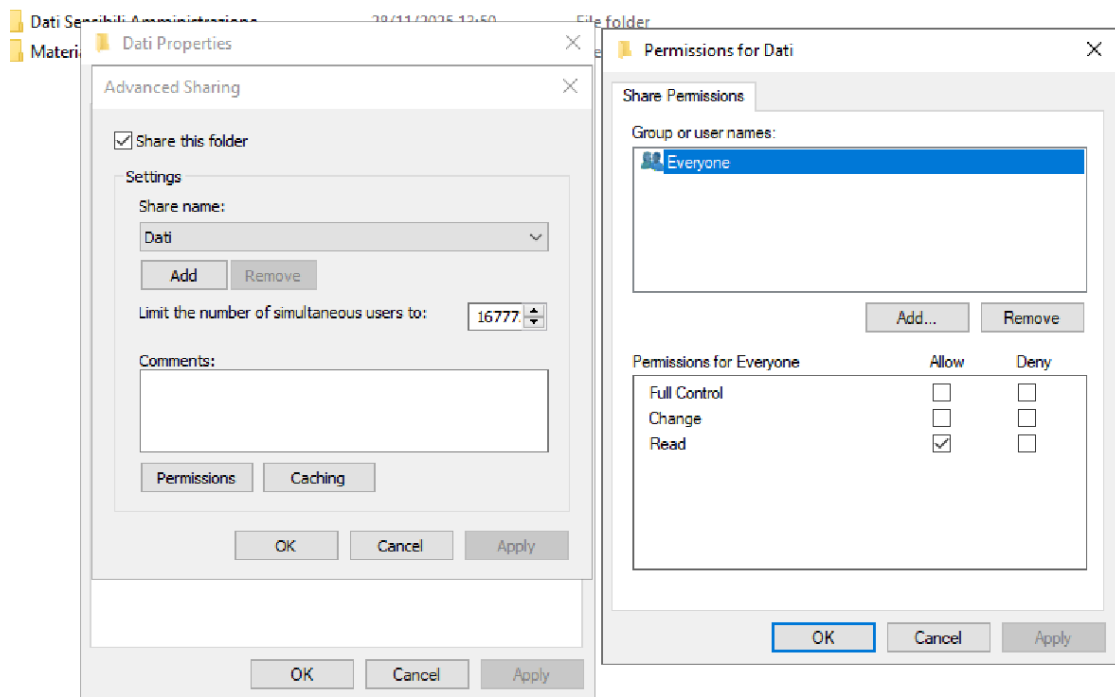 Dati Sensibili Amministrazione 28/11/2025 13:50 File folder
Dati Properties
Advanced Sharing
Share this folder
Settings
Share name:
Dati
Add Remove
Limit the number of simultaneous users to: 16777
Comments:
Permissions Caching
OK Cancel Apply
OK Cancel Apply
Permissions for Dati
Share Permissions
Group or user names:
Everyone
Add... Remove
Permissions for Everyone Allow Deny
Full Control
Change
Read
OK Cancel Apply